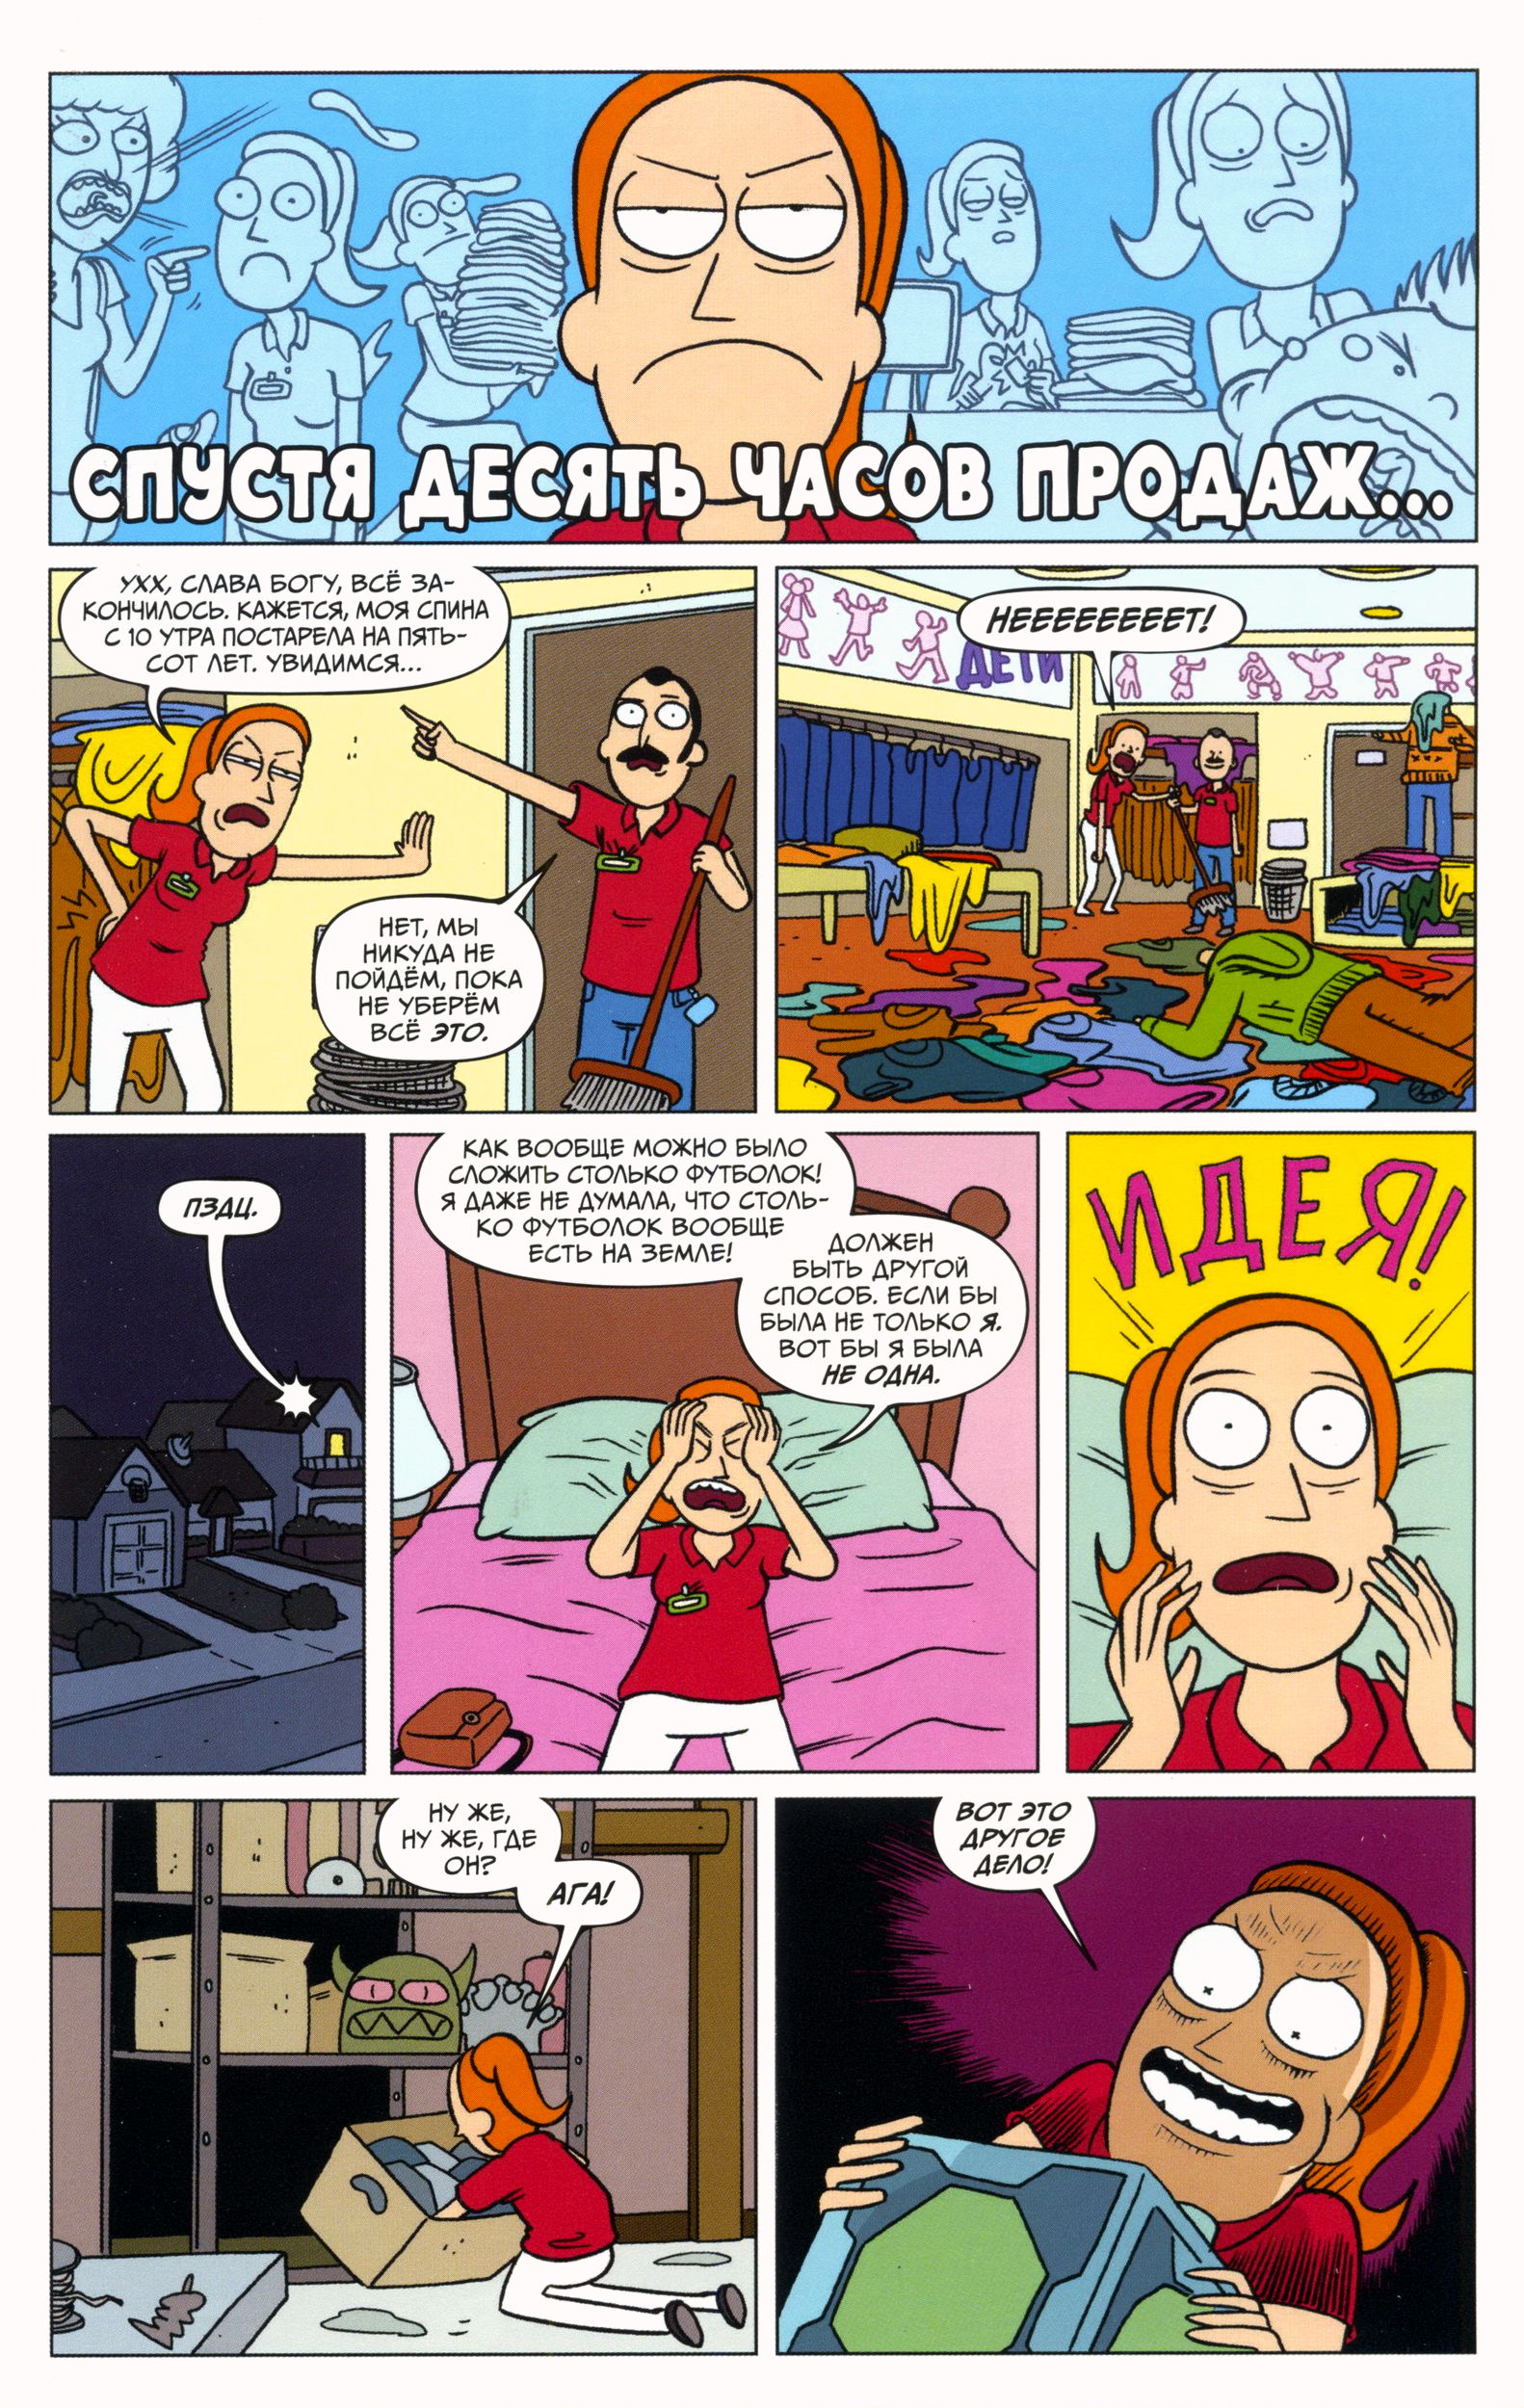 СПУСТЯ ДЕСЯТЬ ЧАСОВ ПРОДАЖ...
УХХ, СЛАВА БОГУ, ВСЁ ЗА-
КОНЧИЛОСЬ. КАЖЕТСЯ, МОЯ СПИНА
С 10 УТРА ПОСТАРЕЛА НА ПЯТЬ-
СОТ ЛЕТ. УВИДИМСЯ...
НЕТ, МЫ
НИКУДА НЕ
ПОЙДЁМ, ПОКА
НЕ УБЕРЁМ
ВСЁ ЭТО.
НЕЕЕЕЕЕЕЕТ!
ДЕТИ
ПЗДЦ.
КАК ВООБЩЕ МОЖНО БЫЛО
СЛОЖИТЬ СТОЛЬКО ФУТБОЛОК!
Я ДАЖЕ НЕ ДУМАЛА, ЧТО СТОЛЬ-
КО ФУТБОЛОК ВООБЩЕ
ЕСТЬ НА ЗЕМЛЕ!
ДОЛЖЕН
БЫТЬ ДРУГОЙ
СПОСОБ. ЕСЛИ БЫ
БЫЛА НЕ ТОЛЬКО Я.
ВОТ БЫ Я БЫЛА
НЕ ОДНА.
ИДЕЯ!
НУ ЖЕ,
НУ ЖЕ, ГДЕ
ОН?
АГА!
ВОТ ЭТО
ДРУГОЕ
ДЕЛО!